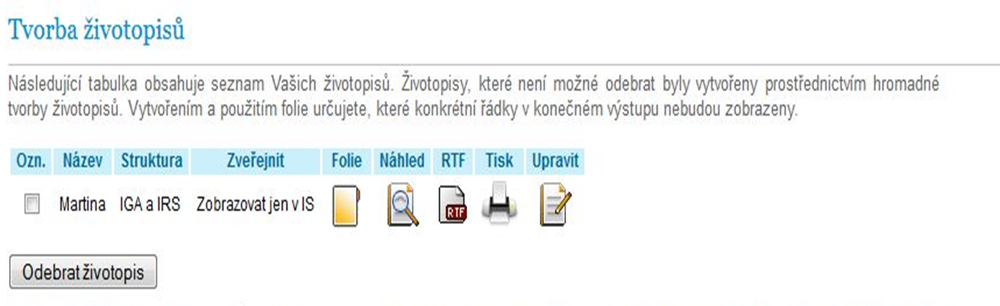 Tvorba životopisů
Následující tabulka obsahuje seznam Vašich životopisů. Životopisy, které není možné odebrat byly vytvořeny prostřednictvím hromadné
tvorby životopisů. Vytvořením a použitím folie určujete, které konkrétní řádky v konečném výstupu nebudou zobrazeny.
Ozn. Název Struktura Zveřejnit Folie Náhled RTF Tisk Upravit
Martina IGA a IRS Zobrazovat jen v IS RTF
Odebrat životopis